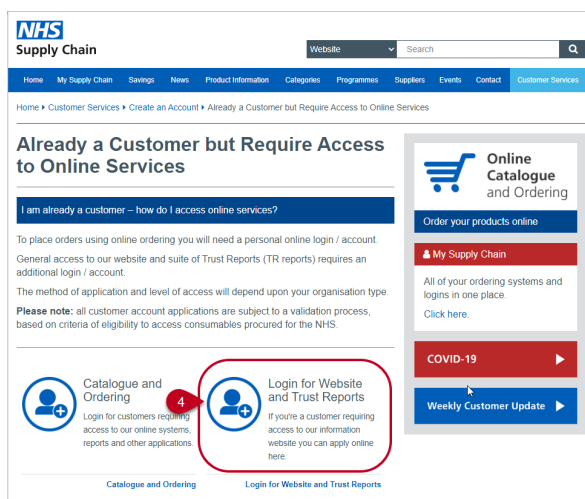 NHS
Supply Chain
Website
Search
Home My Supply Chain Savings News Product Information Categories Programmes Suppliers Events Contact Customer Services
Home Customer Services Create an Account Already a Customer but Require Access to Online Services
Already a Customer but Require Access
to Online Services
I am already a customer – how do I access online services?
To place orders using online ordering you will need a personal online login / account.
General access to our website and suite of Trust Reports (TR reports) requires an
additional login / account.
The method of application and level of access will depend upon your organisation type.
Please note: all customer account applications are subject to a validation process,
based on criteria of eligibility to access consumables procured for the NHS.
Catalogue and
Ordering
Login for customers requiring
access to our online systems,
reports and other applications.
Catalogue and Ordering
4
Login for Website
and Trust Reports
If you're a customer requiring
access to our information
website you can apply online
here.
Login for Website and Trust Reports
Online
Catalogue
and Ordering
Order your products online
My Supply Chain
All of your ordering systems and
logins in one place.
Click here.
COVID-19
Weekly Customer Update